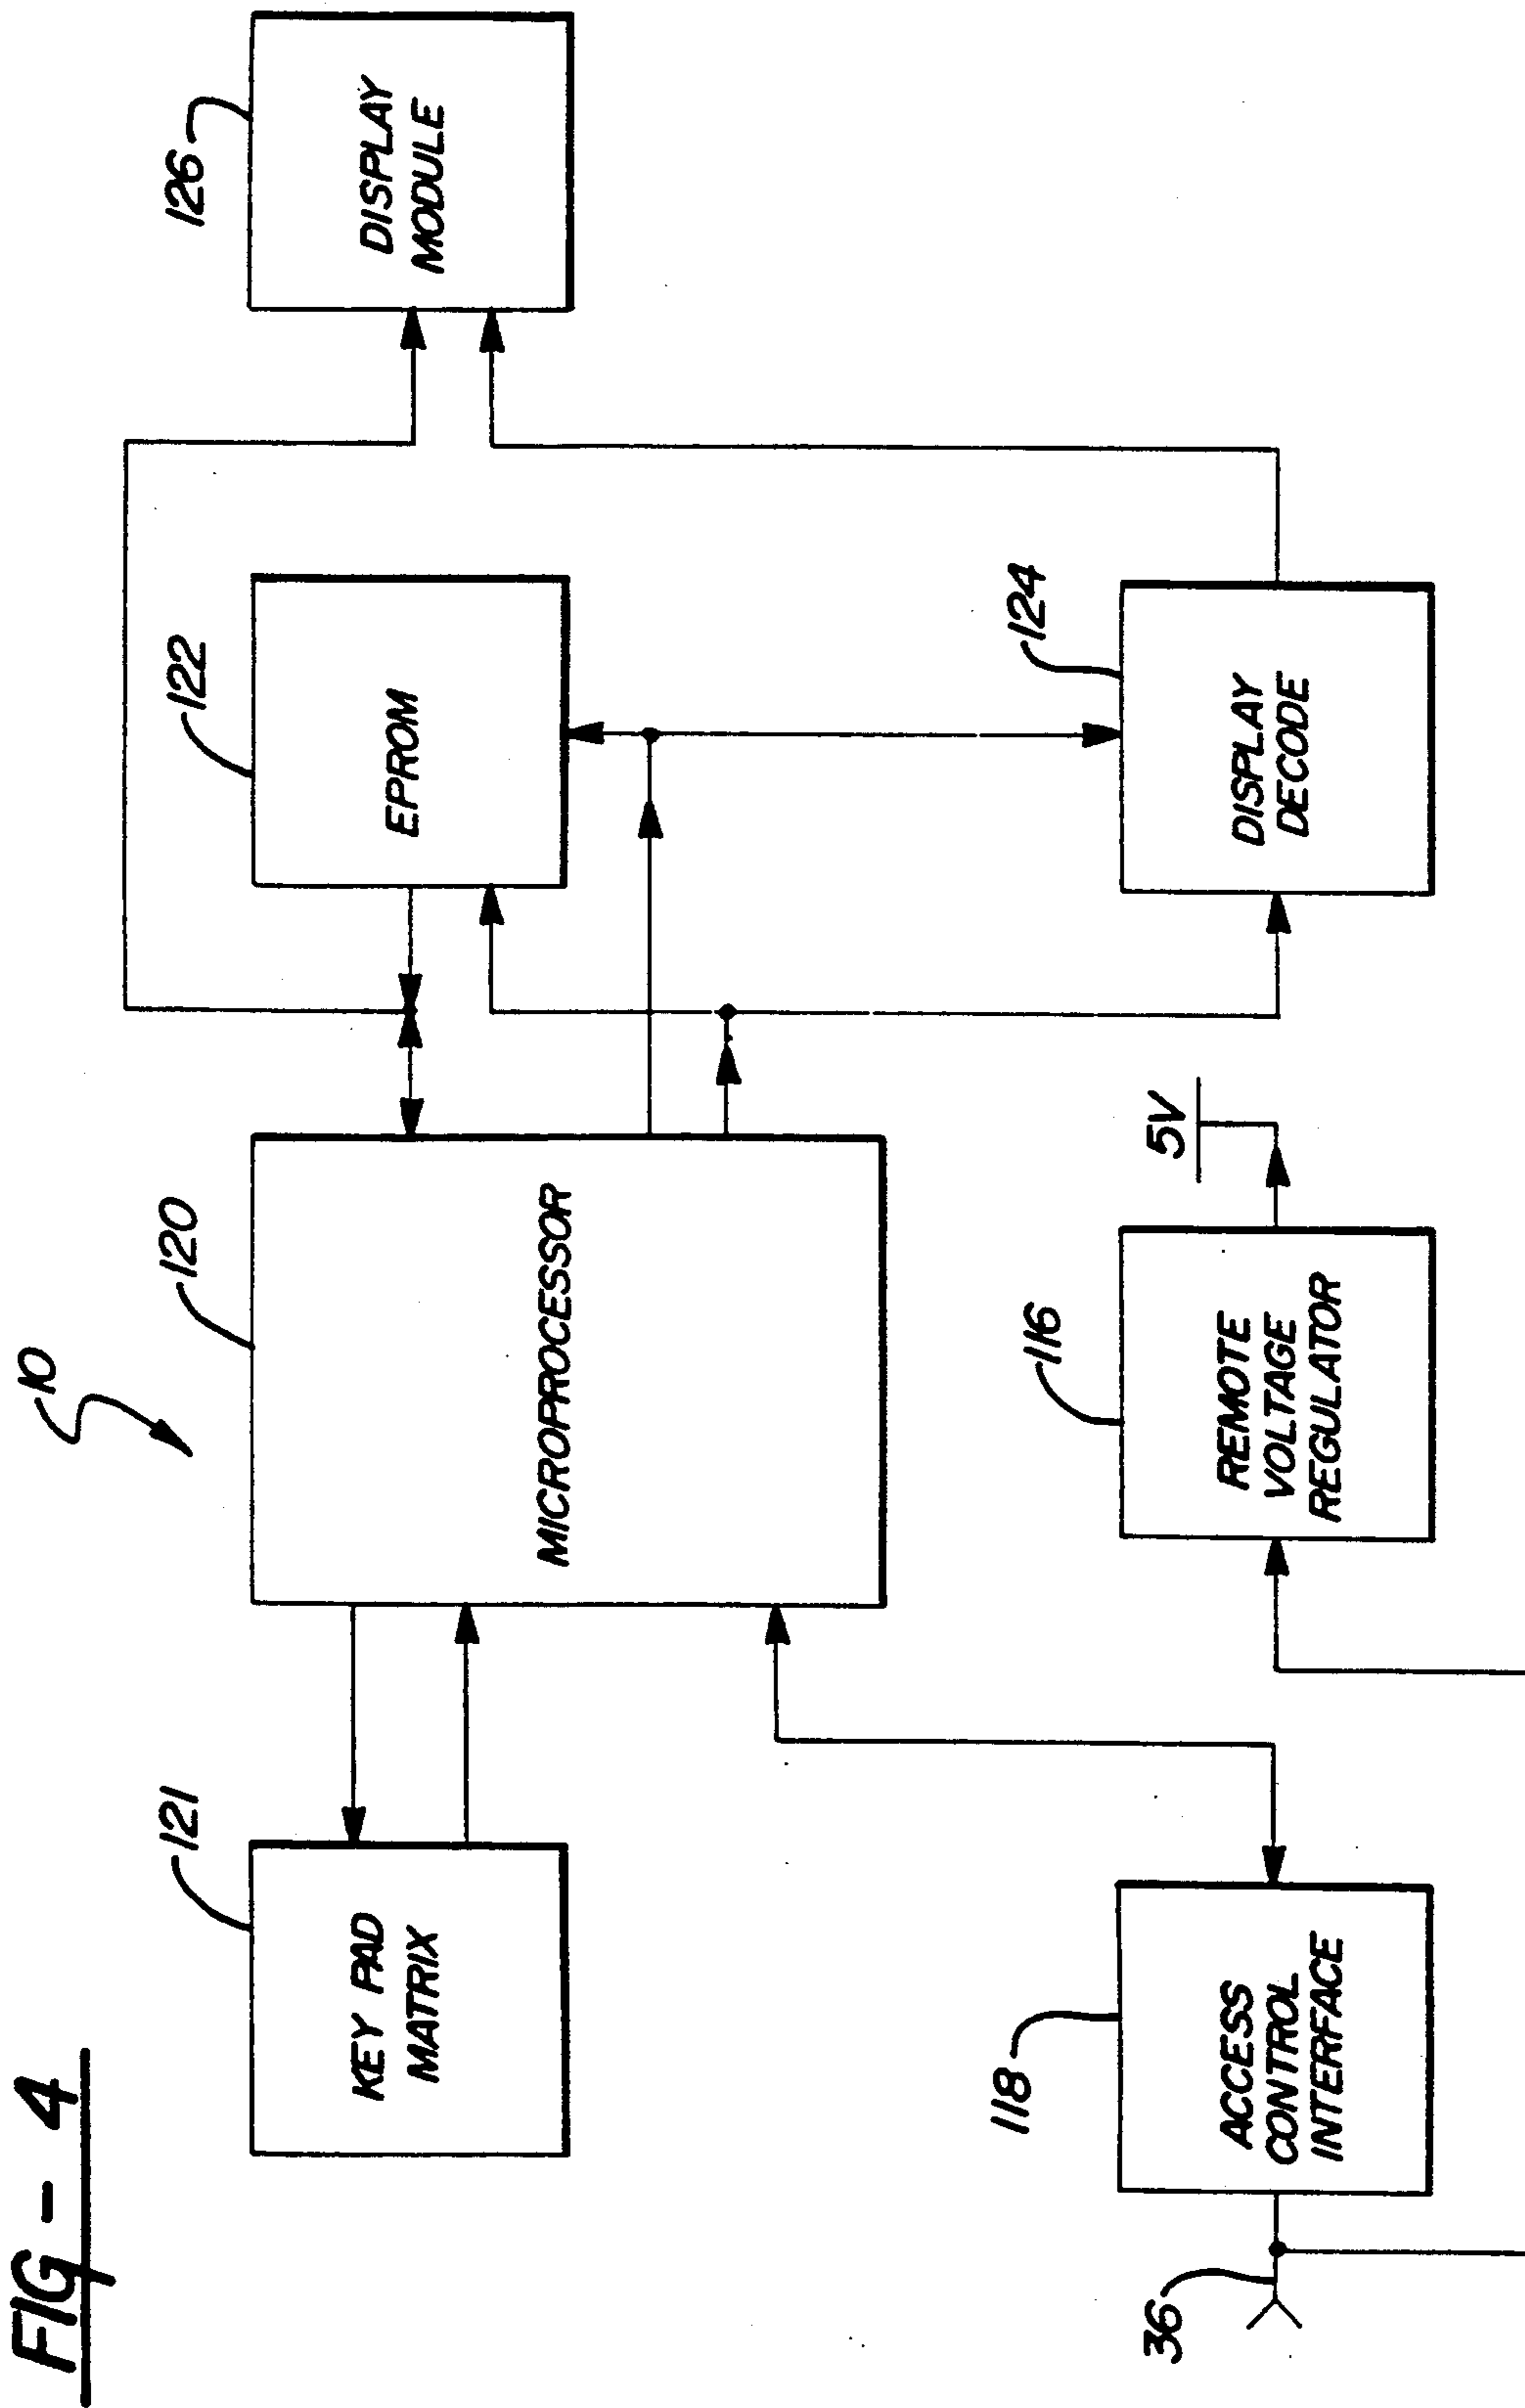 FIG - 4
10
121
KEY PAD
MATRIX
120
MICROPROCESSOR
122
EPROM
126
DISPLAY
MODULE
118
ACCESS
CONTROL
INTERFACE
36
116
REMOTE
VOLTAGE
REGULATOR
5V
124
DISPLAY
DECODE